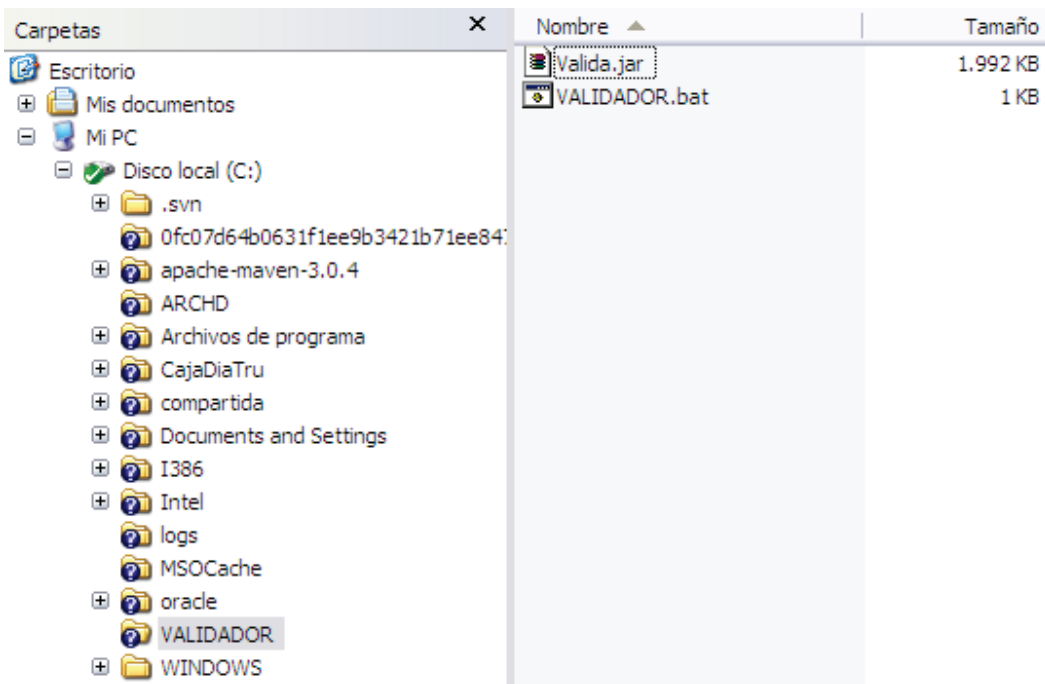 Carpetas
Escritorio
Mis documentos
Mi PC
Disco local (C:)
.svn
0fc07d64b0631f1ee9b3421b71ee847
apache-maven-3.0.4
ARCHD
Archivos de programa
CajaDiaTru
compartida
Documents and Settings
I386
Intel
logs
MSOCache
oracle
VALIDADOR
WINDOWS
Nombre Tamaño
Valida.jar 1.992 KB
VALIDADOR.bat 1 KB